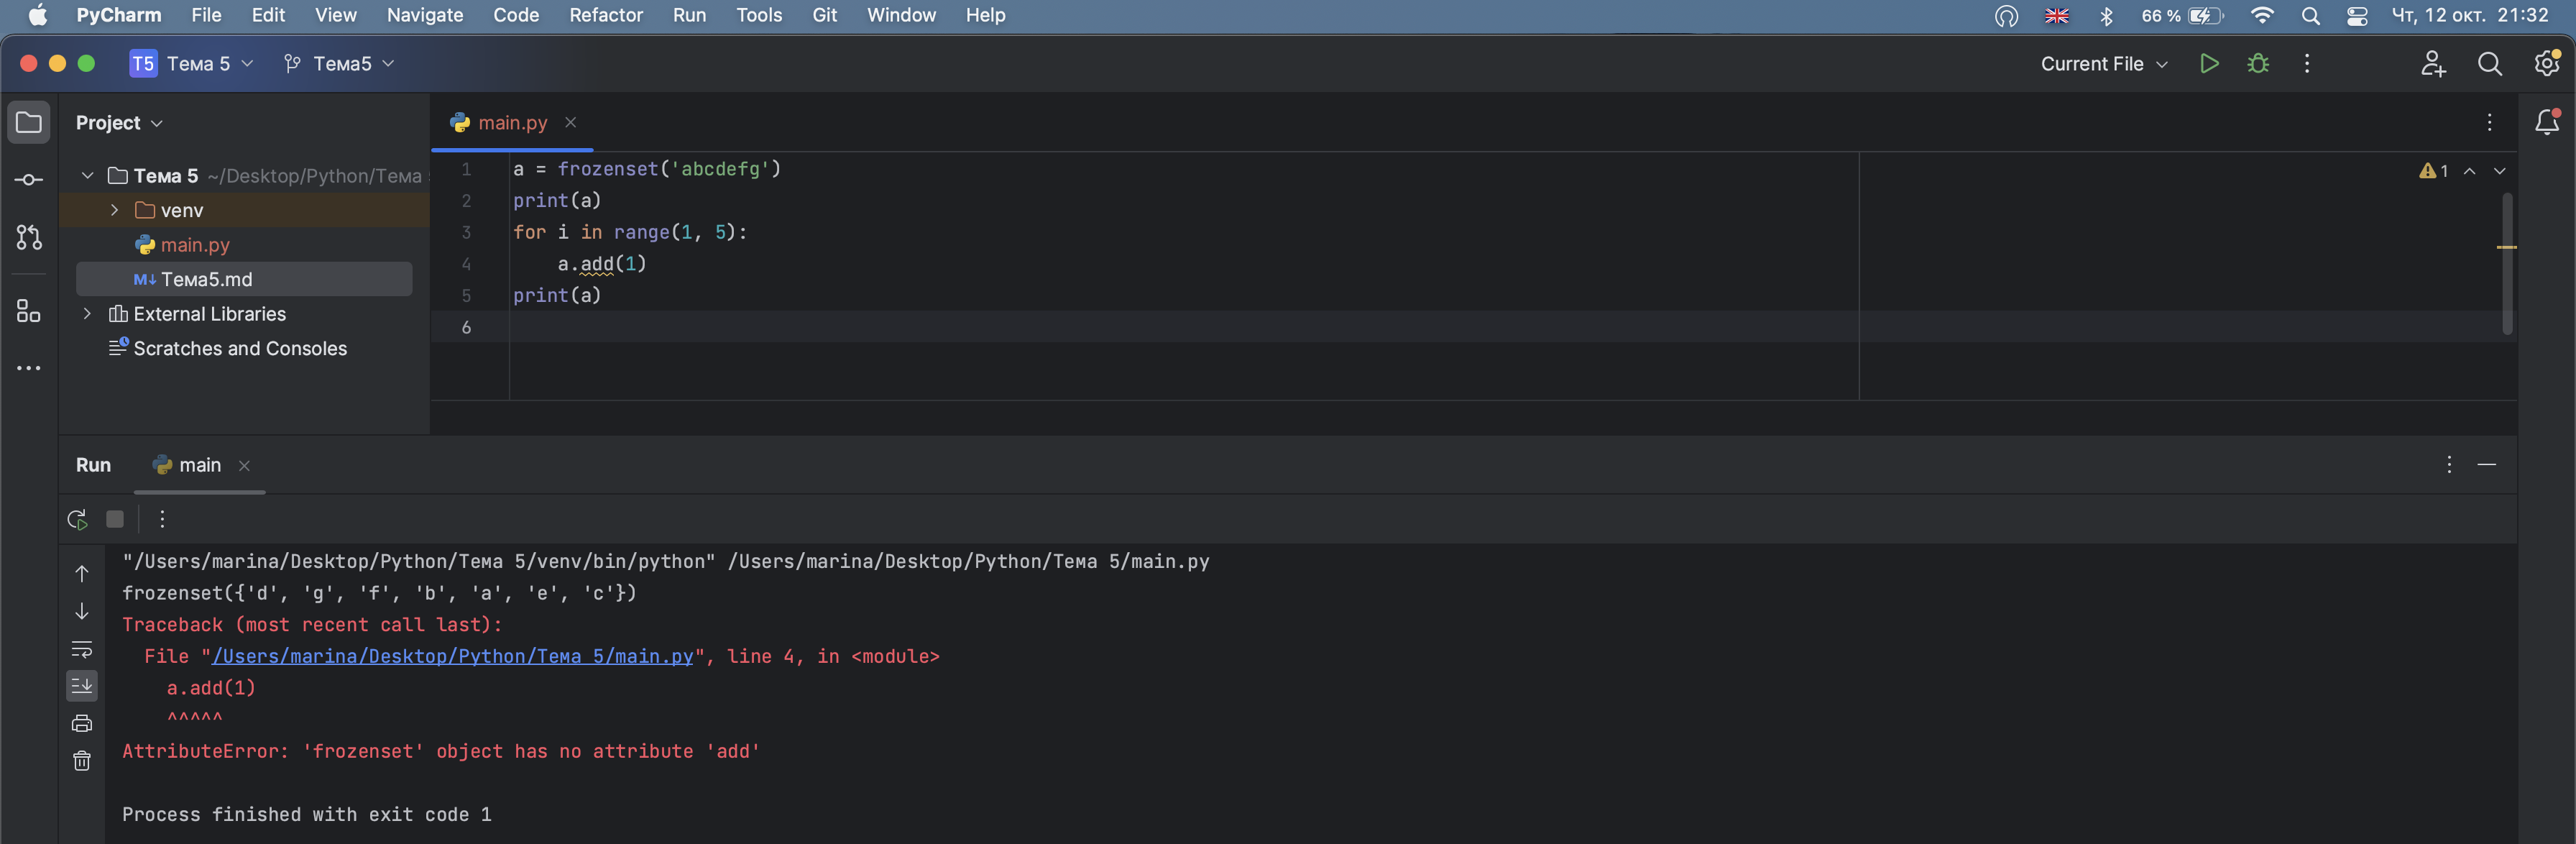 PyCharm File Edit View Navigate Code Refactor Run Tools Git Window Help 66 % Чт, 12 окт. 21:32
T5 Тема 5 Тема5 Current File
Project
main.py
Тема 5 ~/Desktop/Python/Тема
venv
main.py
M↓ Тема5.md
External Libraries
Scratches and Consoles
1 a = frozenset('abcdefg')
2 print(a)
3 for i in range(1, 5):
4     a.add(1)
5 print(a)
6
1
Run main
"/Users/marina/Desktop/Python/Тема 5/venv/bin/python" /Users/marina/Desktop/Python/Тема 5/main.py
frozenset({'d', 'g', 'f', 'b', 'a', 'e', 'c'})
Traceback (most recent call last):
  File "/Users/marina/Desktop/Python/Тема 5/main.py", line 4, in <module>
    a.add(1)
    ^^^^^
AttributeError: 'frozenset' object has no attribute 'add'
Process finished with exit code 1